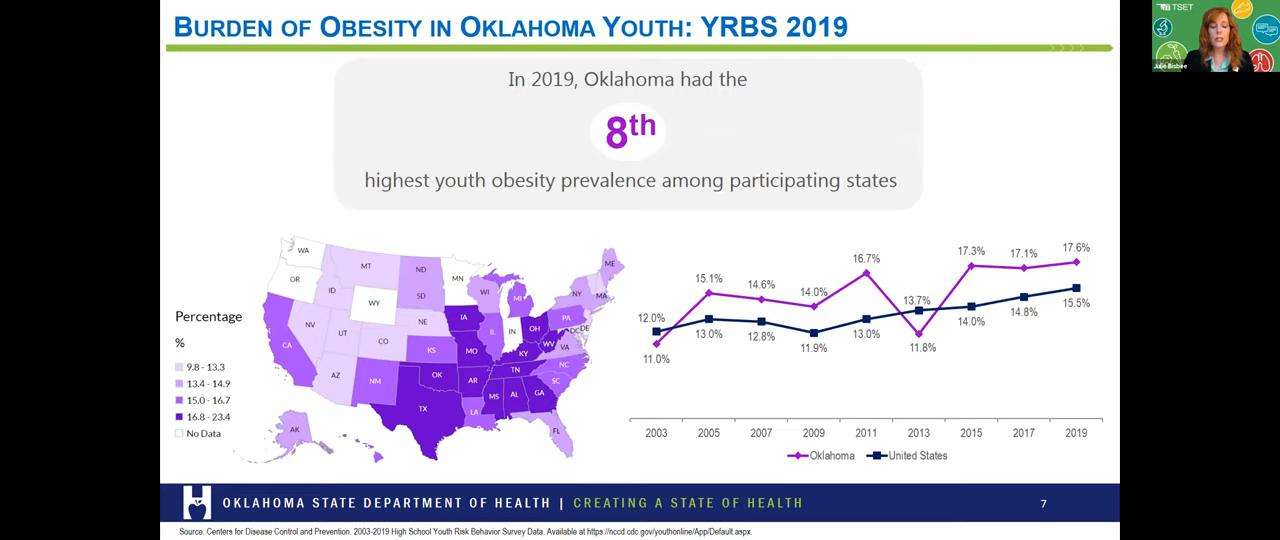 BURDEN OF OBESITY IN OKLAHOMA YOUTH: YRBS 2019
TSET
Julie Bisbee
In 2019, Oklahoma had the
8th
highest youth obesity prevalence among participating states
Percentage
%
9.8 - 13.3
13.4 - 14.9
15.0 - 16.7
16.8 - 23.4
No Data
WA
OR
CA
NV
ID
MT
WY
UT
AZ
CO
NM
ND
SD
NE
KS
OK
TX
MN
IA
MO
AR
LA
WI
IL
MI
IN
OH
KY
TN
MS
AL
GA
FL
SC
NC
VA
WV
PA
NY
ME
MA
DE
DC
AK
12.0%
11.0%
15.1%
13.0%
14.6%
12.8%
14.0%
11.9%
16.7%
13.0%
13.7%
11.8%
17.3%
14.0%
17.1%
14.8%
17.6%
15.5%
2003 2005 2007 2009 2011 2013 2015 2017 2019
Oklahoma United States
OKLAHOMA STATE DEPARTMENT OF HEALTH | CREATING A STATE OF HEALTH
7
Source: Centers for Disease Control and Prevention. 2003-2019 High School Youth Risk Behavior Survey Data. Available at https://nccd.cdc.gov/youthonline/App/Default.aspx.